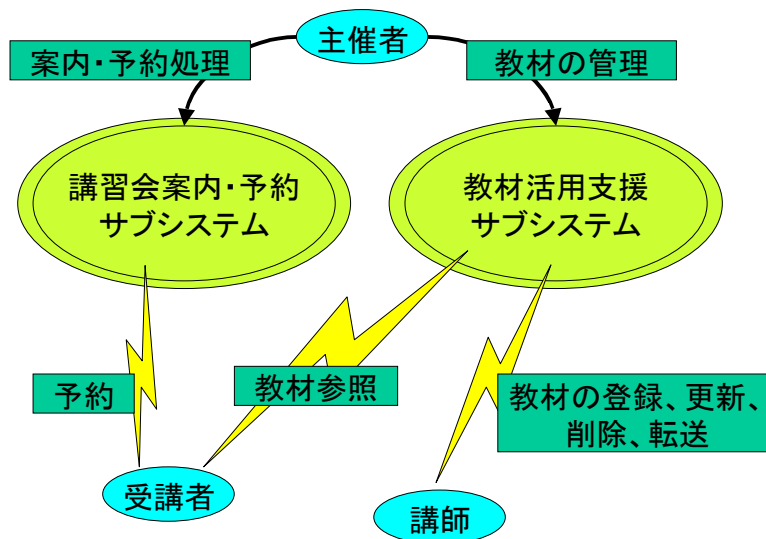 主催者
案内・予約処理
教材の管理
講習会案内・予約
サブシステム
教材活用支援
サブシステム
予約
教材参照
教材の登録、更新、
削除、転送
受講者
講師